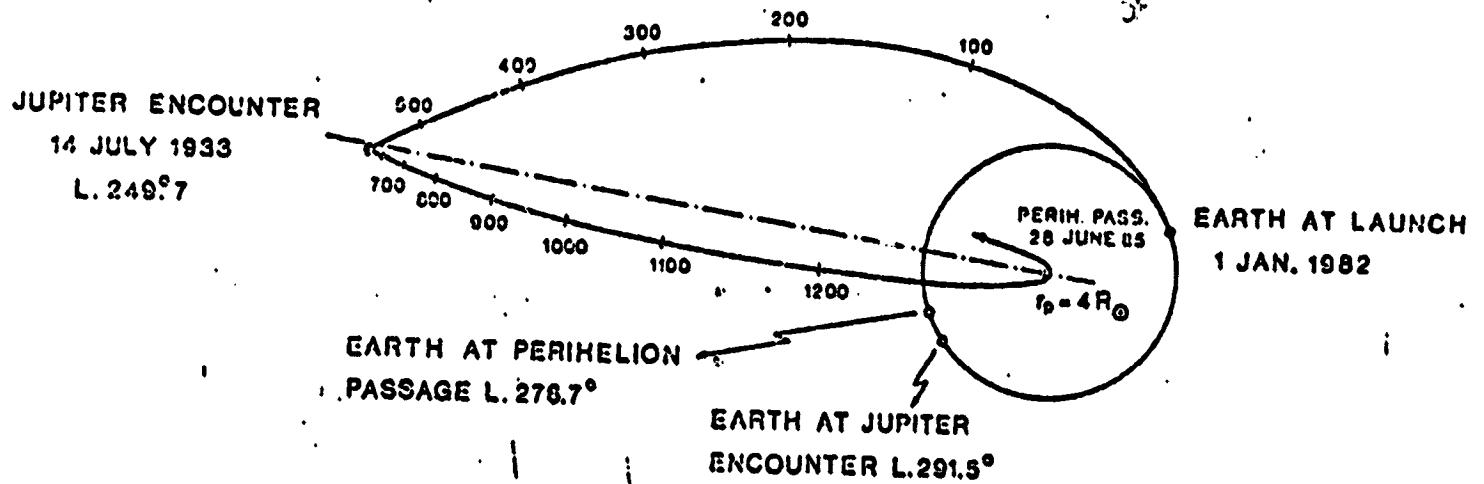 200
300
100
400
500
JUPITER ENCOUNTER
14 JULY 1933
L. 249.°7
700
800
900
1000
1100
1200
PERIH. PASS.
28 JUNE 85
r_p = 4 R_☉
EARTH AT LAUNCH
1 JAN. 1982
EARTH AT PERIHELION
PASSAGE L. 276.7°
EARTH AT JUPITER
ENCOUNTER L. 291.5°